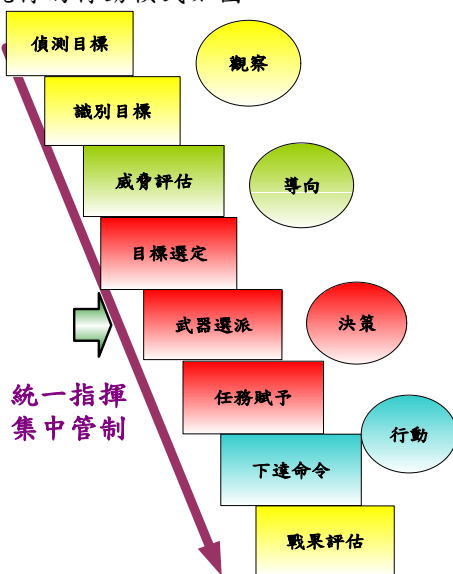 偵測目標
觀察
識別目標
威脅評估
導向
目標選定
武器選派
決策
統一指揮
集中管制
任務賦予
行動
下達命令
戰果評估